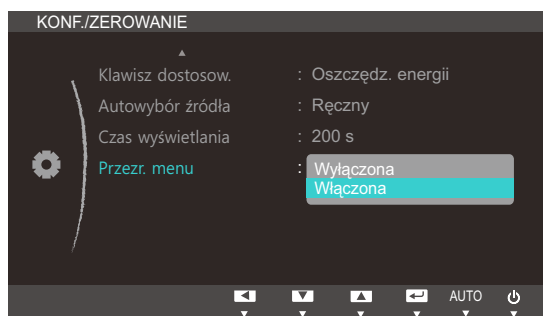 KONF./ZEROWANIE
Klawisz dostosow. : Oszczędz. energii
Autowybór źródła : Ręczny
Czas wyświetlania : 200 s
Przezr. menu : Wyłączona
Włączona
AUTO